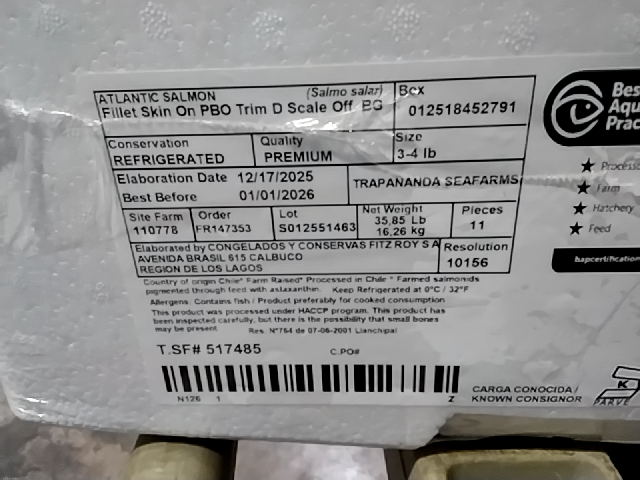 ATLANTIC SALMON (Salmo salar)
Fillet Skin On PBO Trim D Scale Off BG
Box
012518452791
Conservation
REFRIGERATED
Quality
PREMIUM
Size
3-4 lb
Elaboration Date 12/17/2025
Best Before 01/01/2026
TRAPANANDA SEAFARMS
Site Farm
110778
Order
FR147353
Lot
S012551463
Net Weight
35,85 Lb
16,26 kg
Pieces
11
Elaborated by CONGELADOS Y CONSERVAS FITZ ROY S A
AVENIDA BRASIL 615 CALBUCO
REGION DE LOS LAGOS
Resolution
10156
Country of origin Chile* Farm Raised* Processed in Chile * Farmed salmonids
pigmented through feed with astaxanthin. Keep Refrigerated at 0°C / 32°F
Allergens: Contains fish / Product preferably for cooked consumption
This product was processed under HACCP program. This product has
been inspected carefully, but there is the possibility that small bones
may be present Res. N°764 de 07-06-2001 Llanchipal
T.SF# 517485
C.PO#
N126 1 Z
CARGA CONOCIDA /
KNOWN CONSIGNOR
Bes
Aqu
Prac
Process
Farm
Hatchery
Feed
bapcertification
K
PARVE